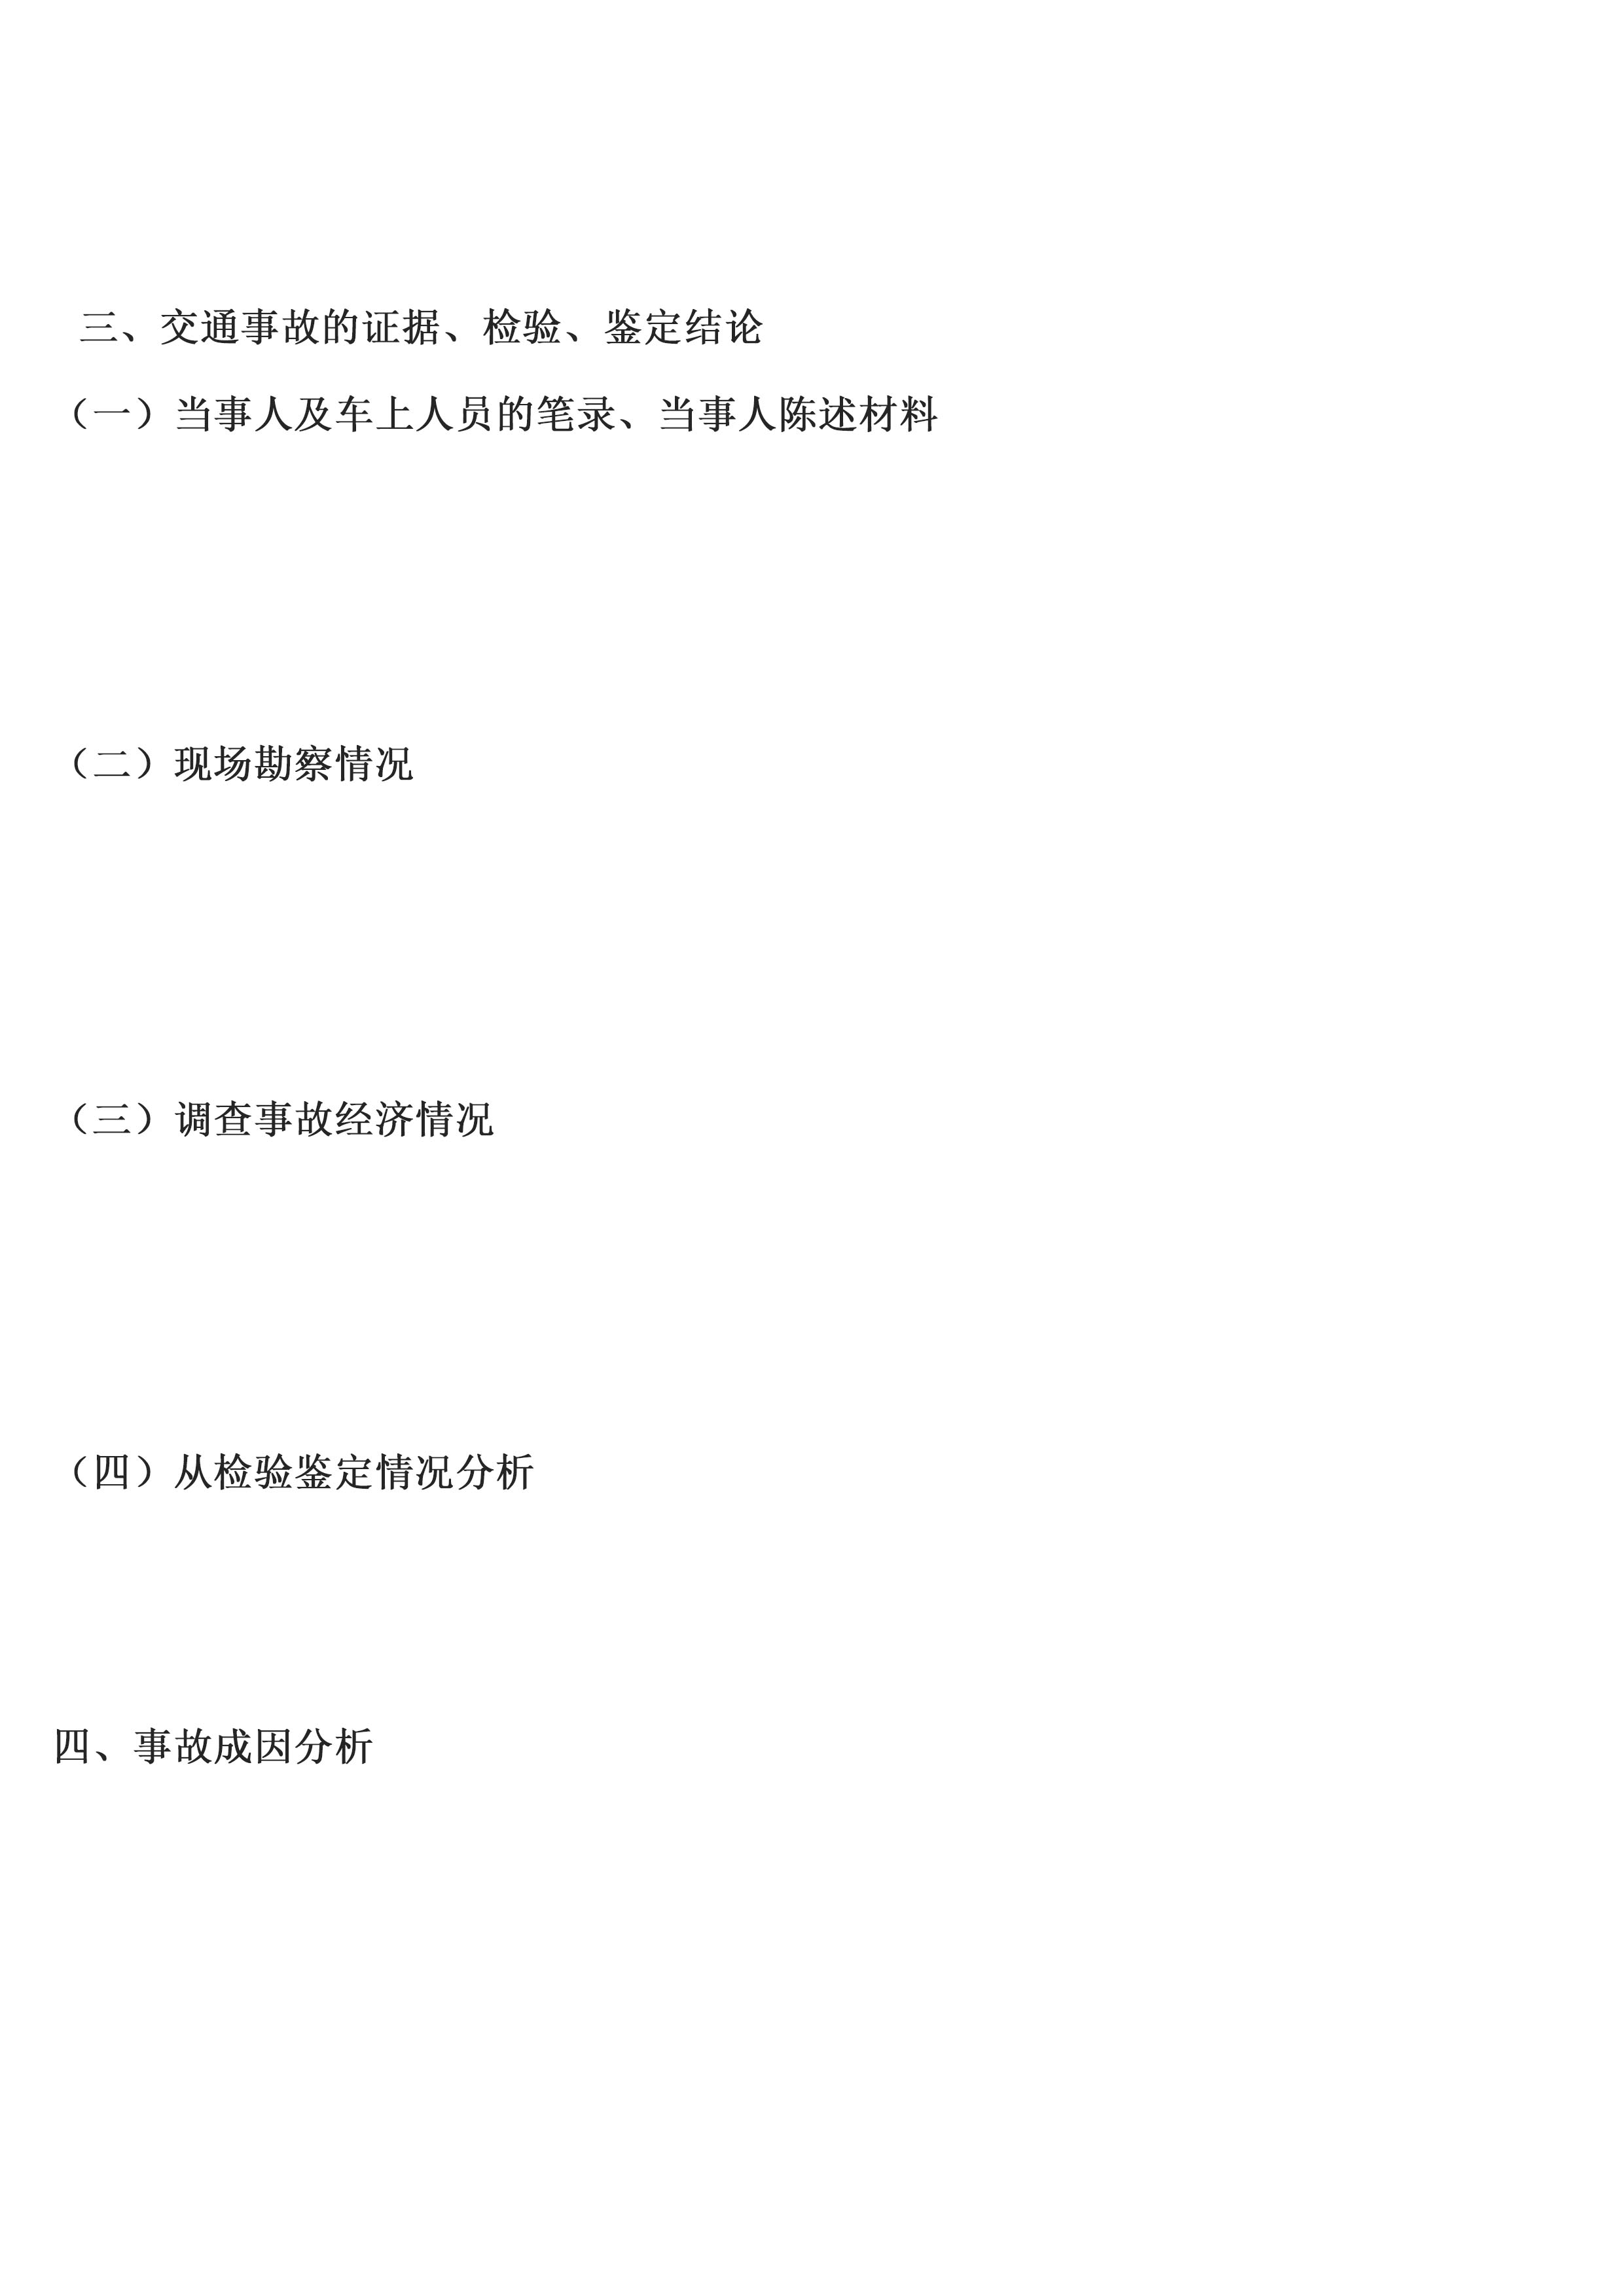 三、交通事故的证据、检验、鉴定结论
（一）当事人及车上人员的笔录、当事人陈述材料
（二）现场勘察情况
（三）调查事故经济情况
（四）从检验鉴定情况分析
四、事故成因分析